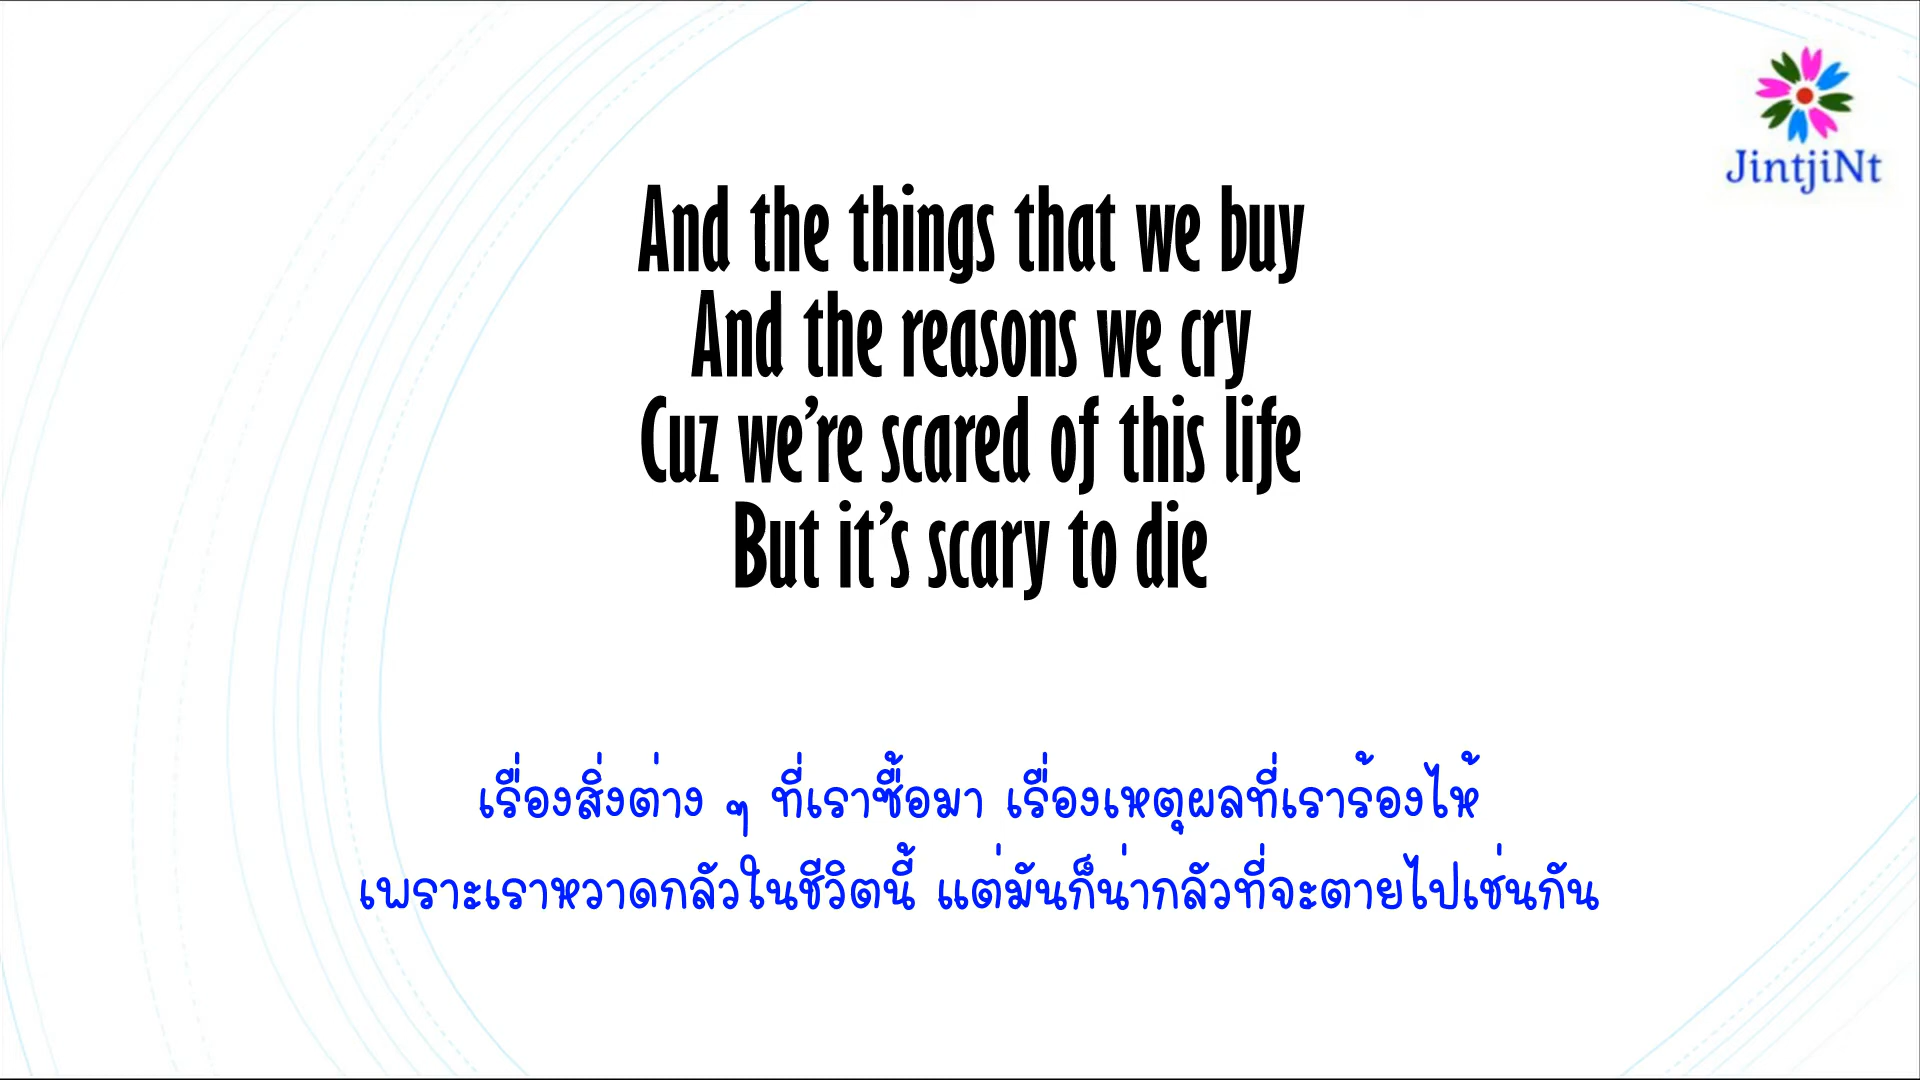 JintjiNt
And the things that we buy
And the reasons we cry
Cuz we’re scared of this life
But it’s scary to die
เรื่องสิ่งต่าง ๆ ที่เราซื้อมา เรื่องเหตุผลที่เราร้องไห้
เพราะเราหวาดกลัวในชีวิตนี้ แต่มันก็น่ากลัวที่จะตายไปเช่นกัน